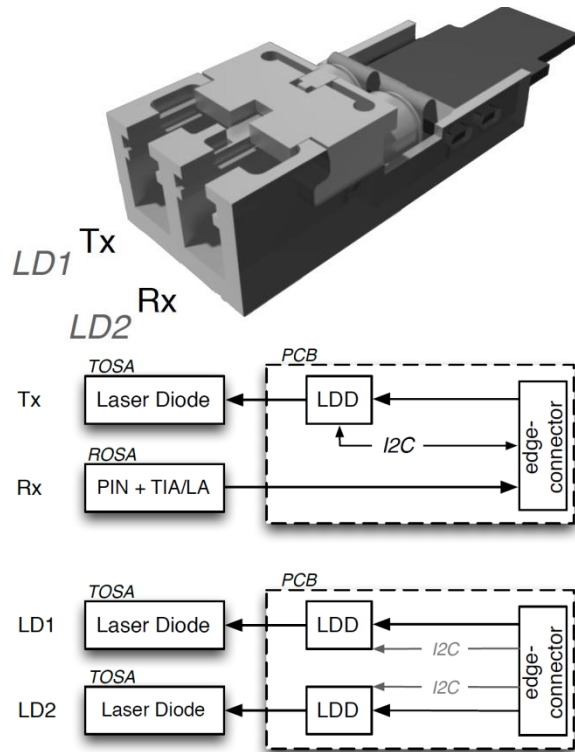 LD1 Tx
LD2 Rx
PCB
TOSA
Tx Laser Diode LDD
I2C
edge-
connector
ROSA
Rx PIN + TIA/LA
PCB
TOSA
LD1 Laser Diode LDD
I2C
I2C
edge-
connector
TOSA
LD2 Laser Diode LDD